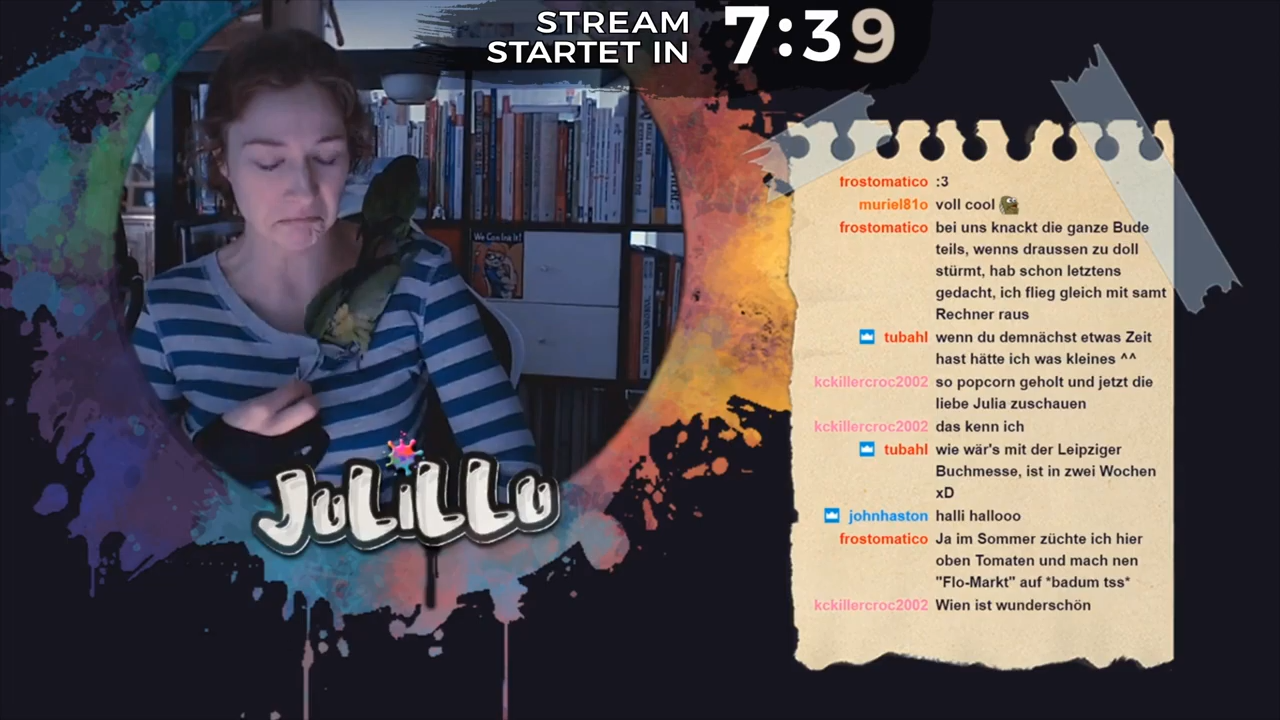 STREAM
STARTET IN
7:39
We Can Ink It!
JuLiLLu
frostomatico :3
muriel81o voll cool
frostomatico bei uns knackt die ganze Bude
teils, wenns draussen zu doll
stürmt, hab schon letztens
gedacht, ich flieg gleich mit samt
Rechner raus
tubahl wenn du demnächst etwas Zeit
hast hätte ich was kleines ^^
kckillercroc2002 so popcorn geholt und jetzt die
liebe Julia zuschauen
kckillercroc2002 das kenn ich
tubahl wie wär's mit der Leipziger
Buchmesse, ist in zwei Wochen
xD
johnhaston halli hallooo
frostomatico Ja im Sommer züchte ich hier
oben Tomaten und mach nen
"Flo-Markt" auf *badum tss*
kckillercroc2002 Wien ist wunderschön